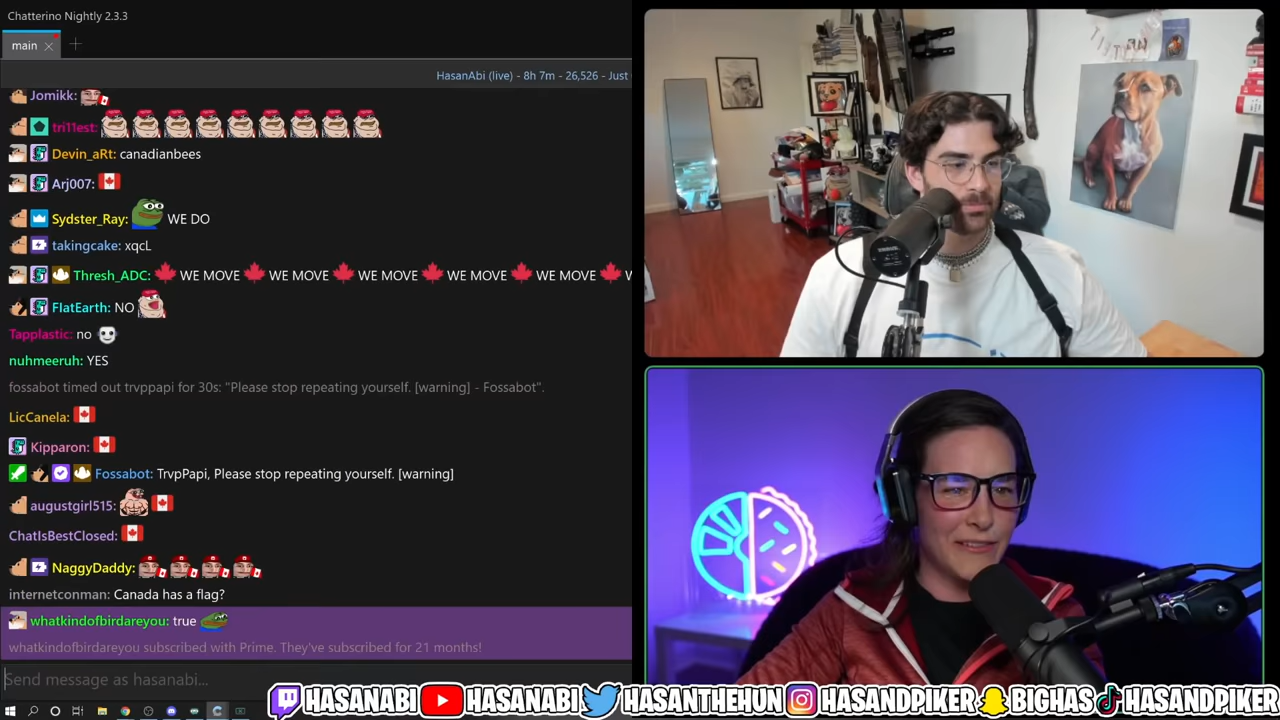 Chatterino Nightly 2.3.3
main
HasanAbi (live) - 8h 7m - 26,526 - Just
Jomikk:
tri11est:
Devin_aRt: canadianbees
Arj007:
Sydster_Ray: WE DO
takingcake: xqcL
Thresh_ADC: WE MOVE WE MOVE WE MOVE WE MOVE WE MOVE W
FlatEarth: NO
Tapplastic: no
nuhmeeruh: YES
fossabot timed out trvppapi for 30s: "Please stop repeating yourself. [warning] - Fossabot".
LicCanela:
Kipparon:
Fossabot: TrvpPapi, Please stop repeating yourself. [warning]
augustgirl515:
ChatIsBestClosed:
NaggyDaddy:
internetconman: Canada has a flag?
whatkindofbirdareyou: true
whatkindofbirdareyou subscribed with Prime. They've subscribed for 21 months!
Send message as hasanabi...
HASANABI HASANABI HASANTHEHUN HASANDPIKER BIGHAS HASANDPIKER